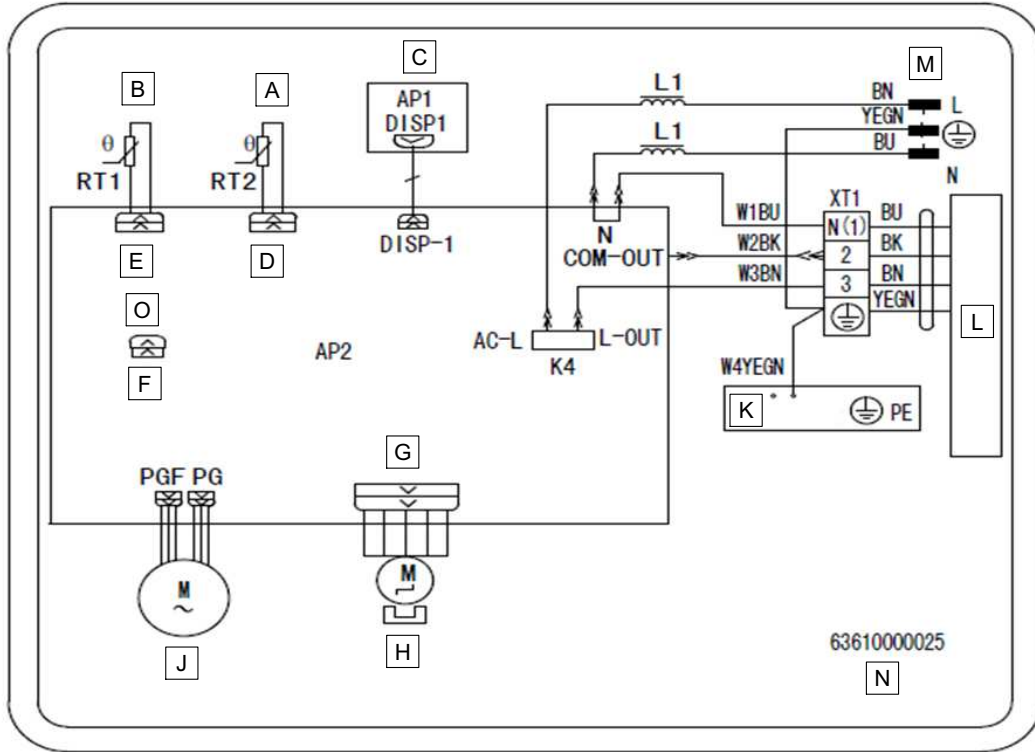 C
M
B
A
AP1
DISP1
L1
BN
L
YEGN
θ
θ
L1
BU
RT1
RT2
N
XT1
W1BU
N(1)
BU
E
D
DISP-1
N
COM-OUT
W2BK
2
BK
W3BN
3
BN
YEGN
O
L
AP2
AC-L
L-OUT
K4
F
W4YEGN
K
PE
G
PGF PG
M
~
M
J
H
63610000025
N